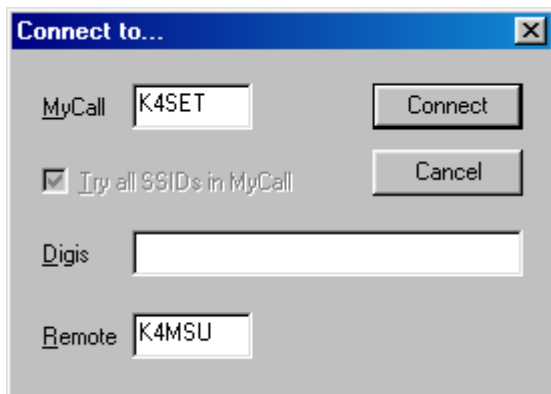 Connect to...
MyCall K4SET Connect
Try all SSIDs in MyCall Cancel
Digis
Remote K4MSU